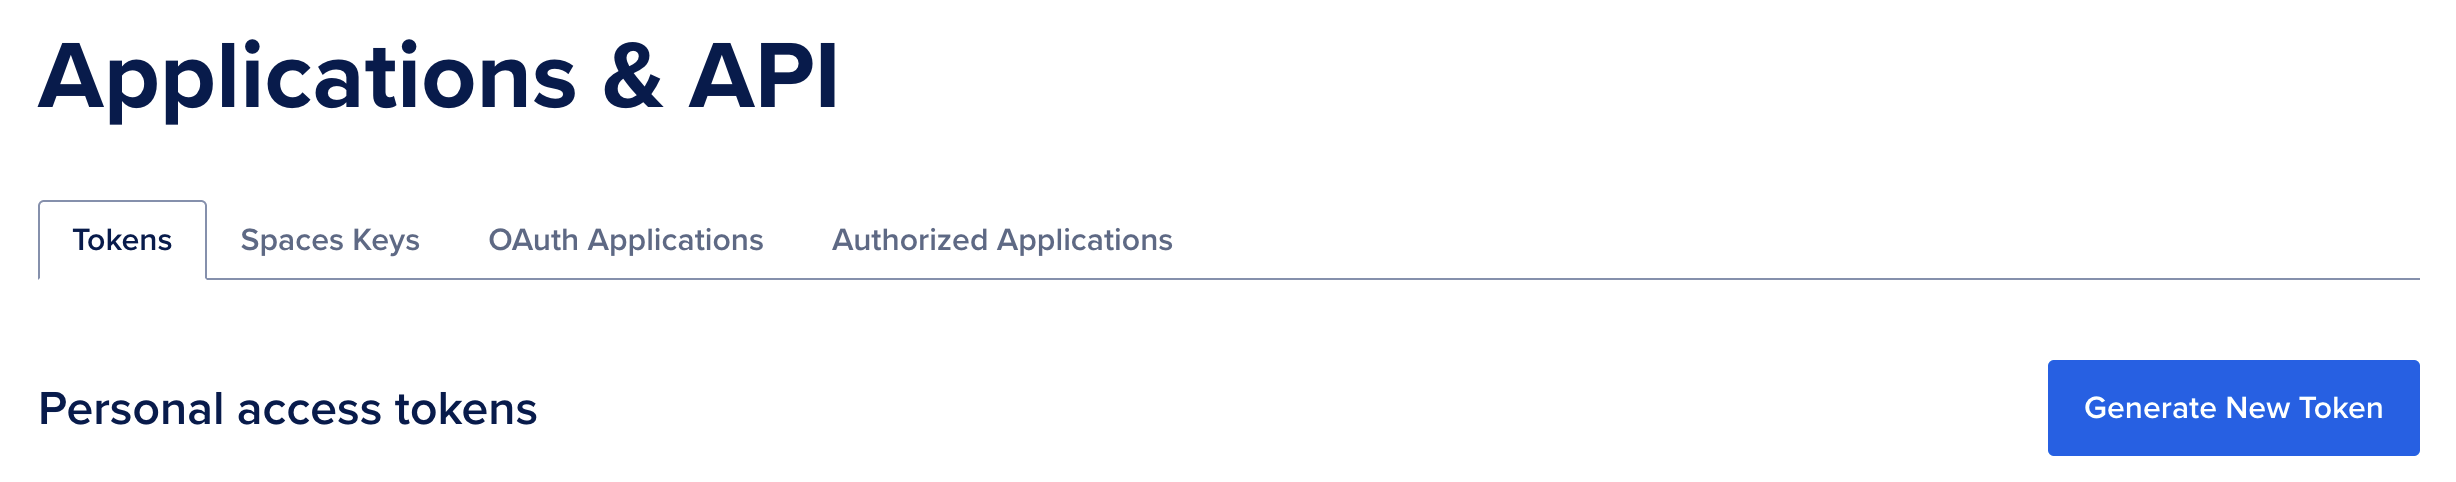 Applications & API
Tokens
Spaces Keys
OAuth Applications
Authorized Applications
Personal access tokens
Generate New Token